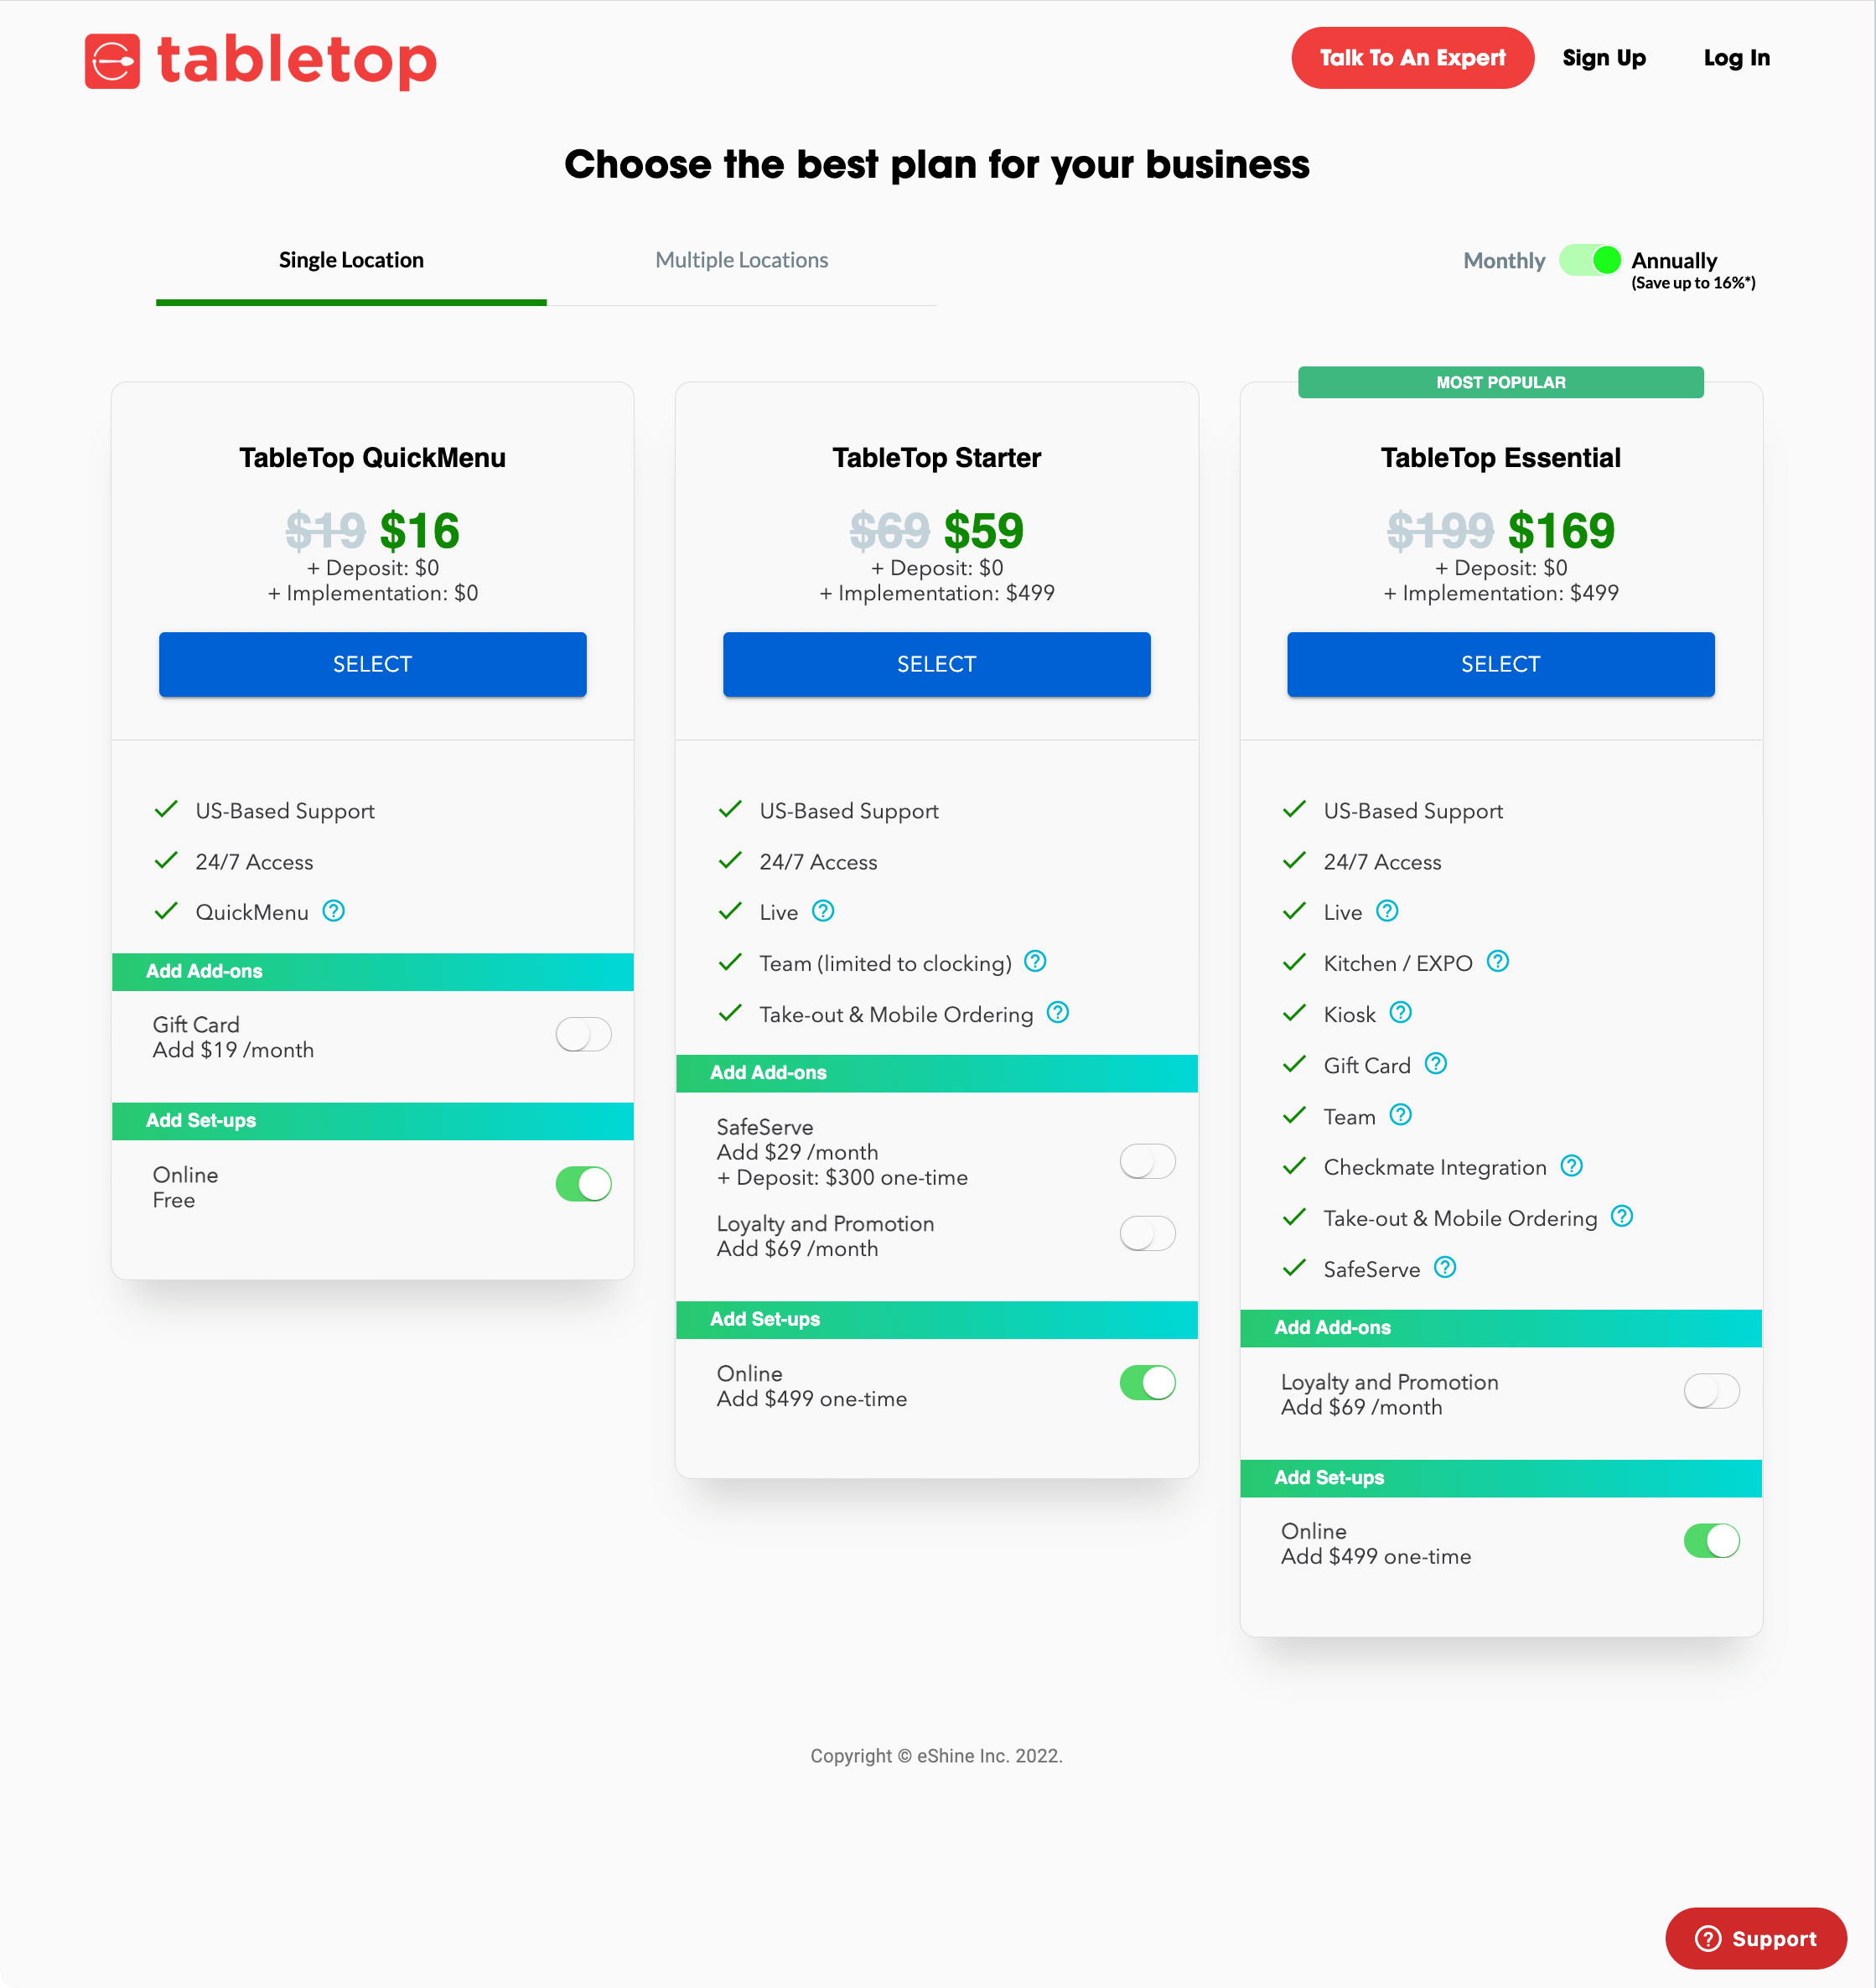 tabletop
Talk To An Expert
Sign Up
Log In
Choose the best plan for your business
Single Location
Multiple Locations
Monthly
Annually
(Save up to 16%*)
TableTop QuickMenu
$19 $16
+ Deposit: $0
+ Implementation: $0
SELECT
US-Based Support
24/7 Access
QuickMenu ?
Add Add-ons
Gift Card
Add $19 /month
Add Set-ups
Online
Free
TableTop Starter
$69 $59
+ Deposit: $0
+ Implementation: $499
SELECT
US-Based Support
24/7 Access
Live ?
Team (limited to clocking) ?
Take-out & Mobile Ordering ?
Add Add-ons
SafeServe
Add $29 /month
+ Deposit: $300 one-time
Loyalty and Promotion
Add $69 /month
Add Set-ups
Online
Add $499 one-time
MOST POPULAR
TableTop Essential
$199 $169
+ Deposit: $0
+ Implementation: $499
SELECT
US-Based Support
24/7 Access
Live ?
Kitchen / EXPO ?
Kiosk ?
Gift Card ?
Team ?
Checkmate Integration ?
Take-out & Mobile Ordering ?
SafeServe ?
Add Add-ons
Loyalty and Promotion
Add $69 /month
Add Set-ups
Online
Add $499 one-time
Copyright © eShine Inc. 2022.
? Support